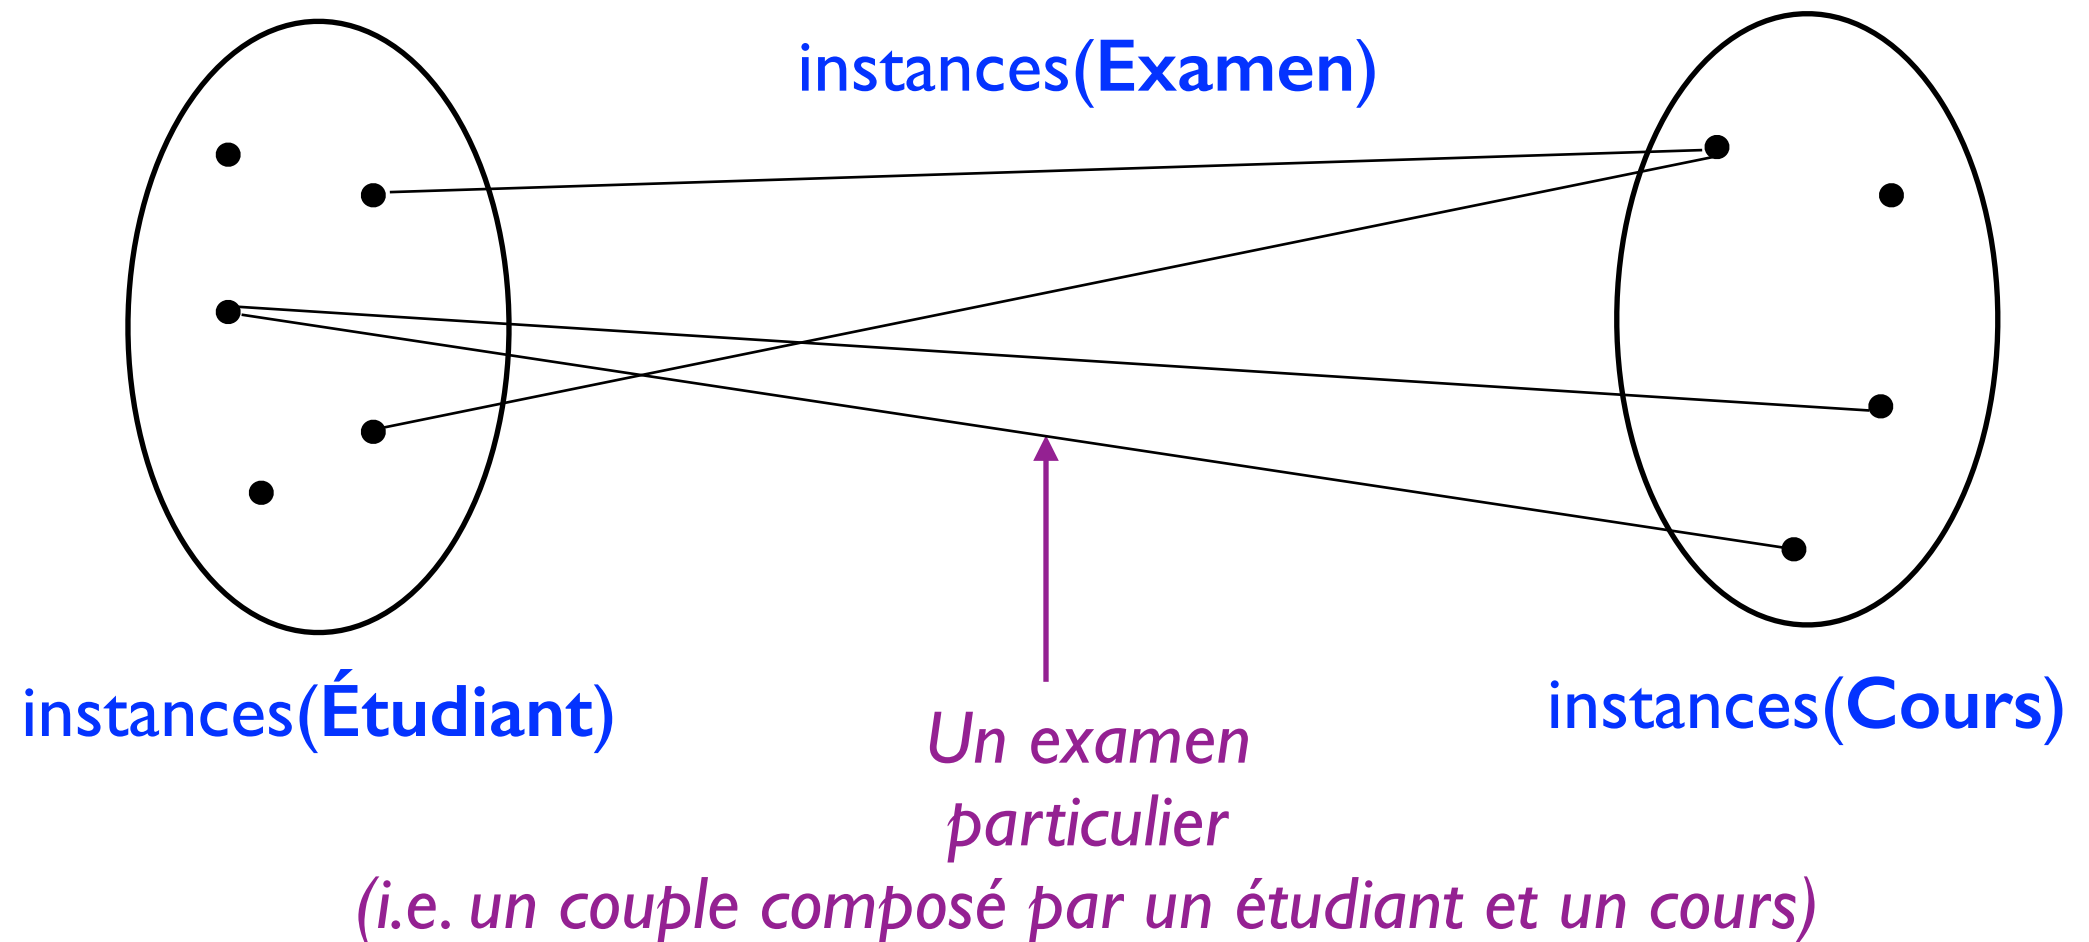 instances(Examen)
instances(Étudiant)
instances(Cours)
Un examen
particulier
(i.e. un couple composé par un étudiant et un cours)